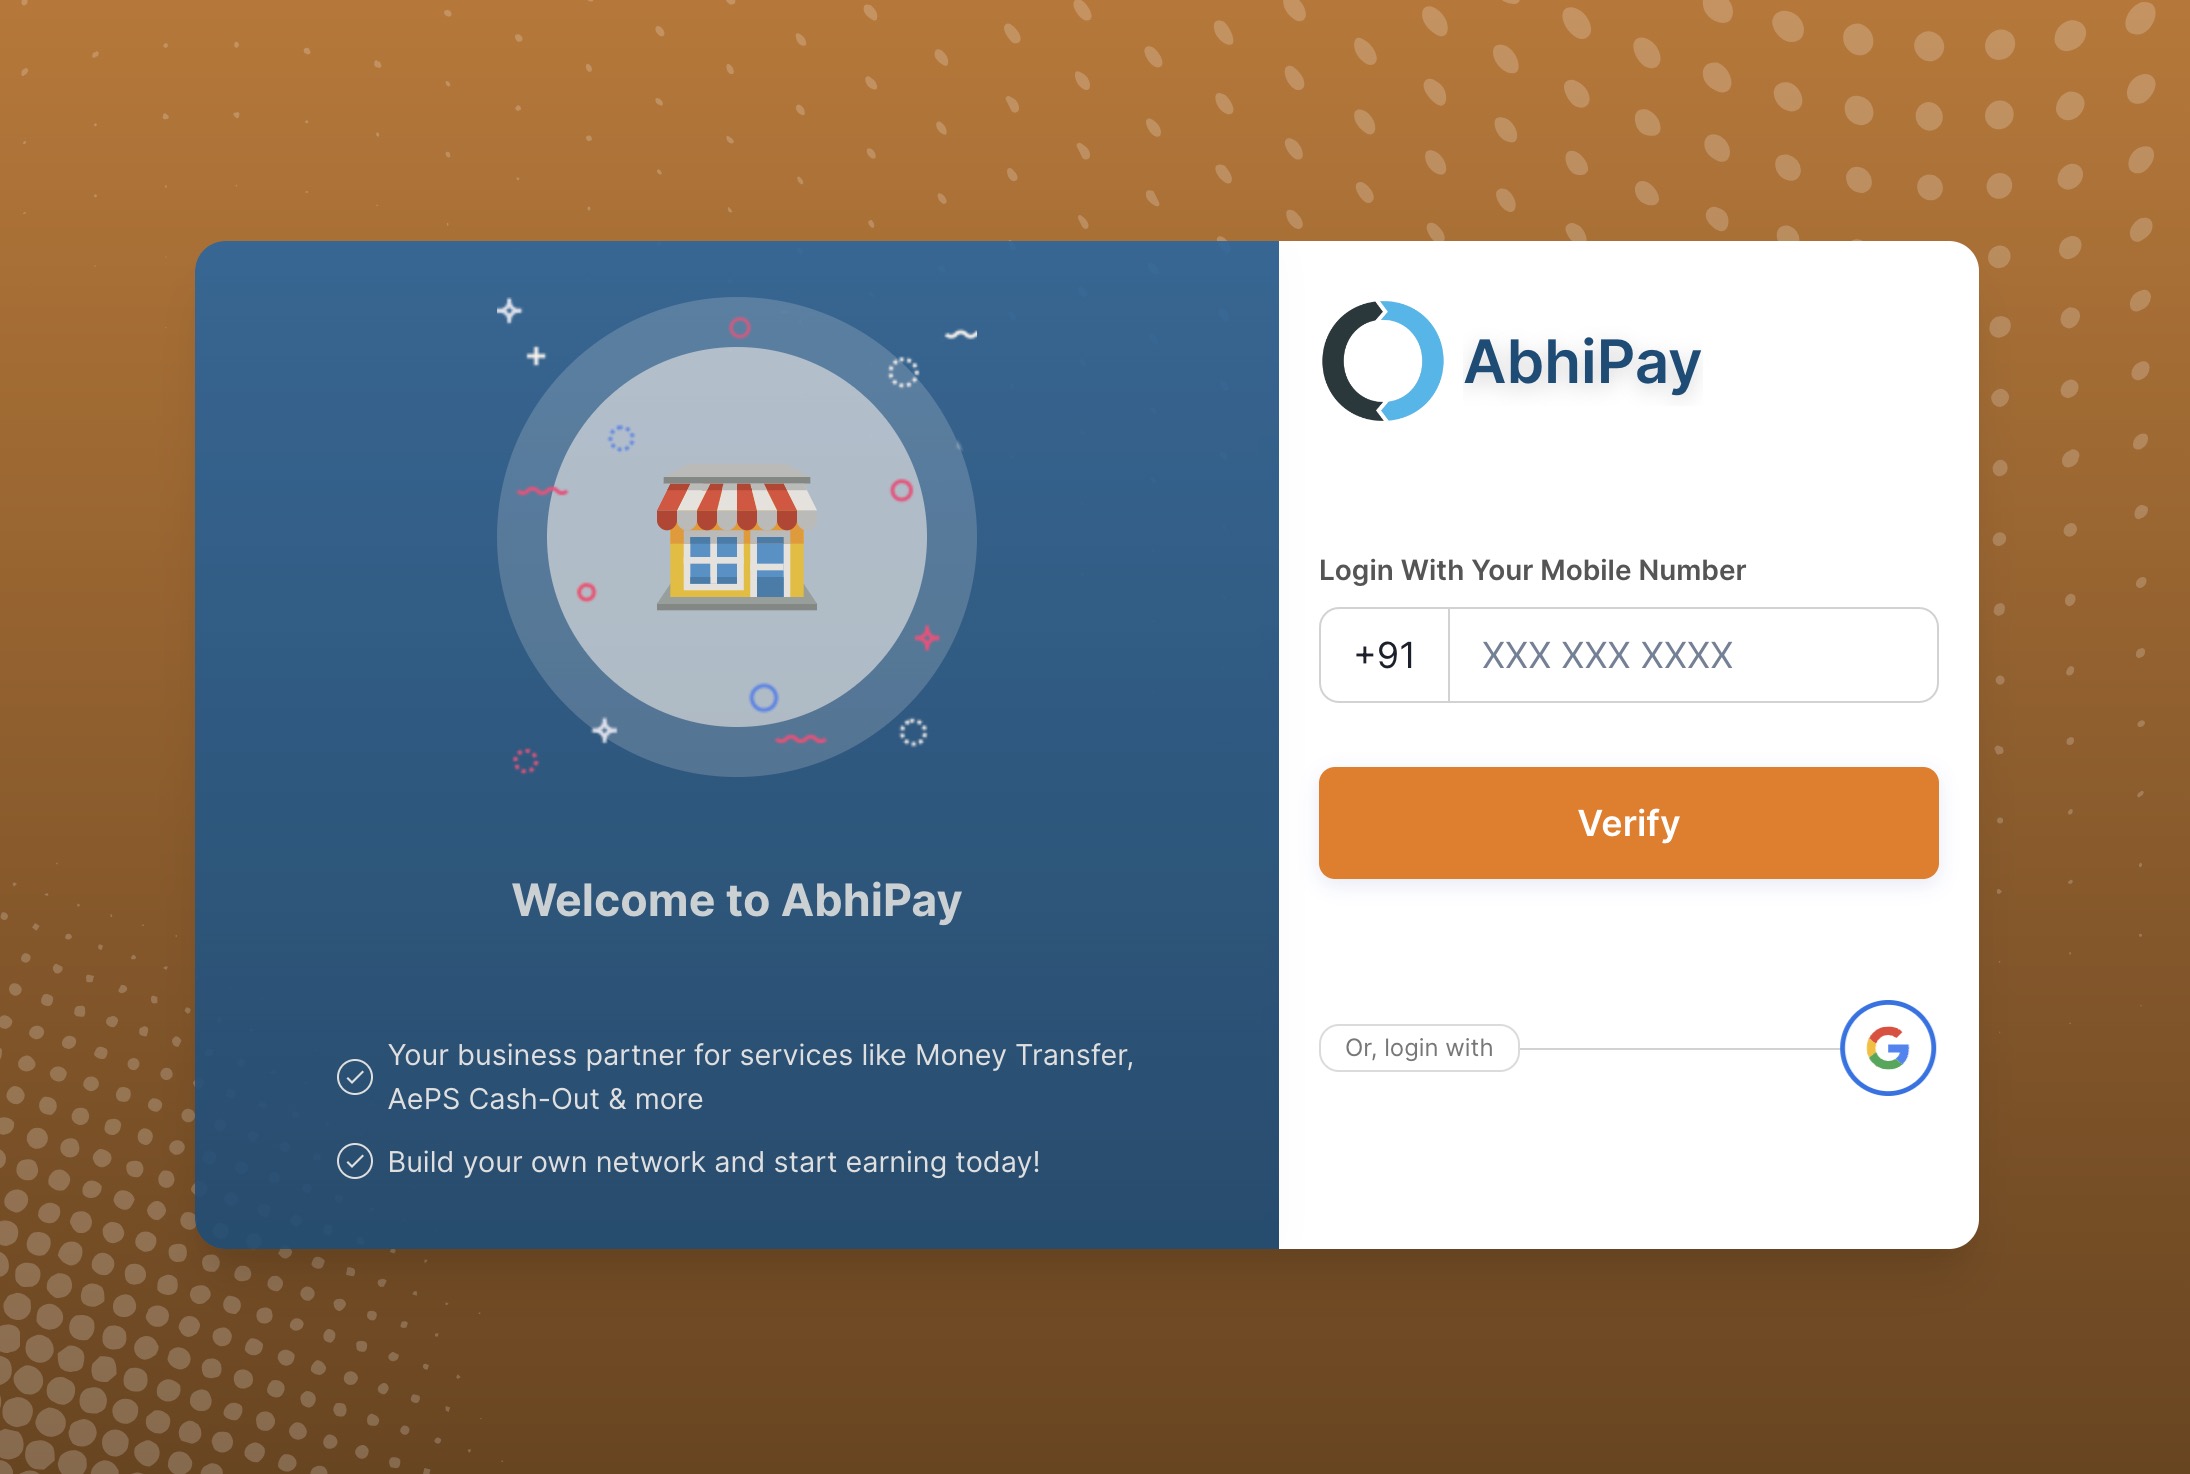 Welcome to AbhiPay
Your business partner for services like Money Transfer,
AePS Cash-Out & more
Build your own network and start earning today!
AbhiPay
Login With Your Mobile Number
+91 XXX XXX XXXX
Verify
Or, login with